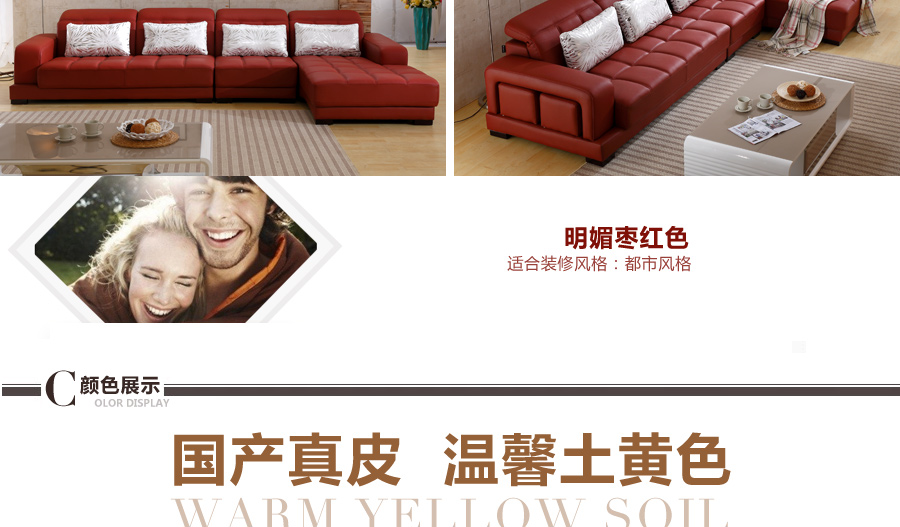 明媚枣红色
适合装修风格：都市风格
C 颜色展示
OLOR DISPLAY
国产真皮 温馨土黄色
WARM YELLOW SOIL